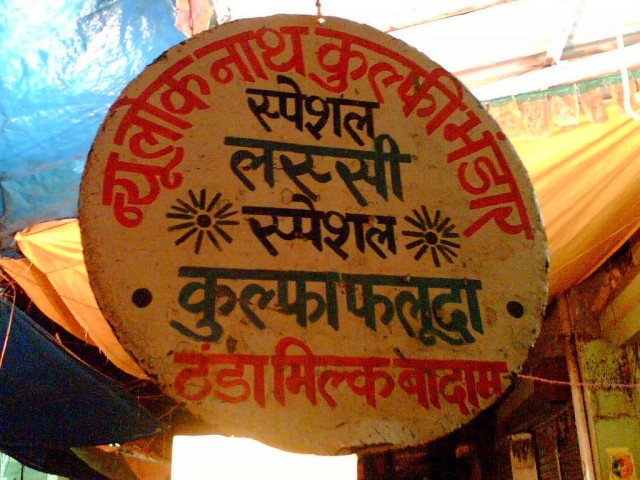 न्यू लोकनाथ कुल्फी भंडार
स्पेशल
लस्सी
स्पेशल
कुल्फा फलूदा
ठंडा मिल्क बादाम